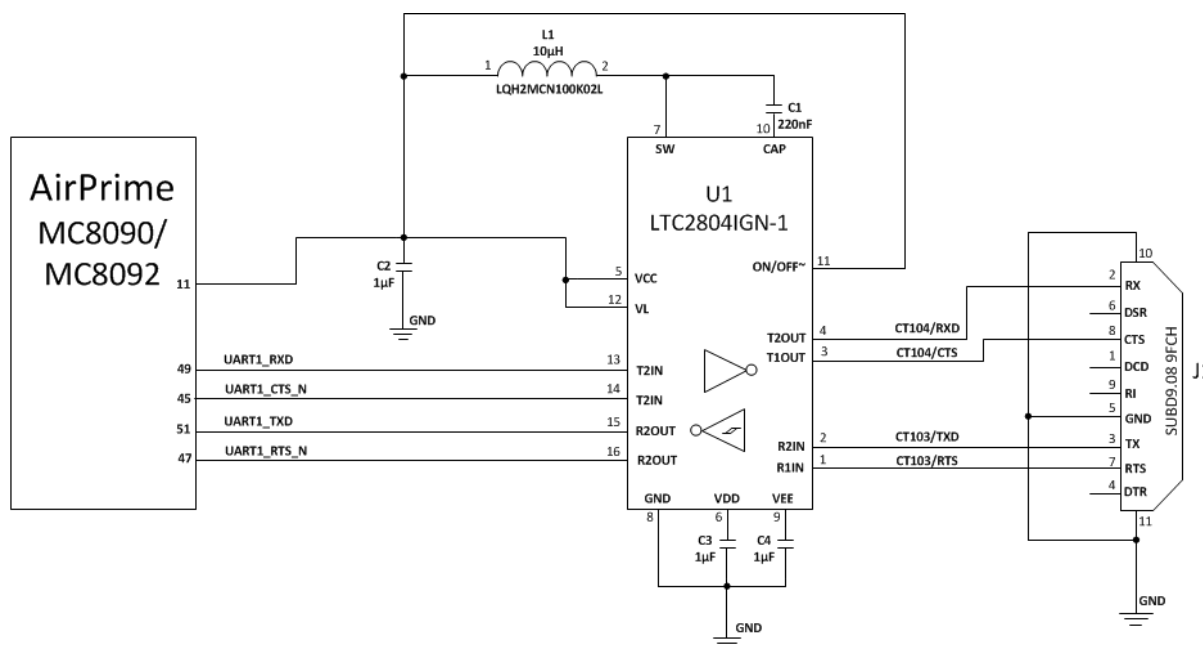 L1
10µH
1
2
LQH2MCN100K02L
C1
220nF
7
10
SW
CAP
AirPrime
MC8090/
MC8092
U1
LTC2804IGN-1
C2
1µF
11
5
VCC
ON/OFF~
11
12
VL
GND
10
2
RX
6
DSR
T2OUT
4
CT104/RXD
8
CTS
T1OUT
3
CT104/CTS
1
DCD
49
UART1_RXD
13
T2IN
9
RI
45
UART1_CTS_N
14
T2IN
5
GND
51
UART1_TXD
15
R2OUT
R2IN
2
CT103/TXD
3
TX
47
UART1_RTS_N
16
R2OUT
R1IN
1
CT103/RTS
7
RTS
4
DTR
SUBD9.08 9FCH
GND
VDD
VEE
8
6
9
11
C3
1µF
C4
1µF
GND
GND